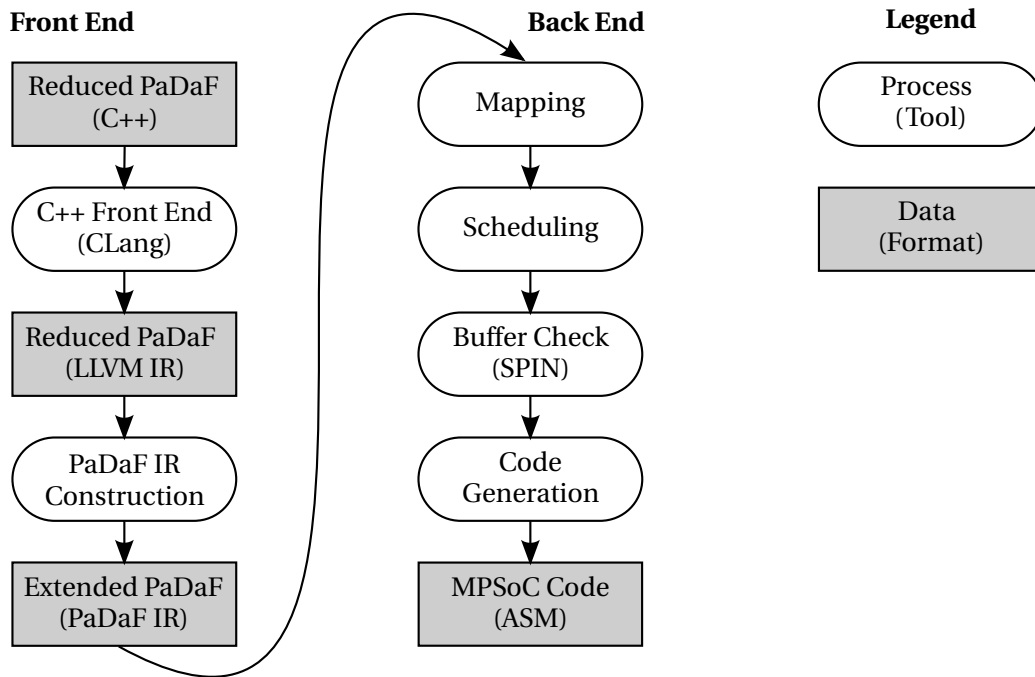 Front End
Reduced PaDaF
(C++)
C++ Front End
(CLang)
Reduced PaDaF
(LLVM IR)
PaDaF IR
Construction
Extended PaDaF
(PaDaF IR)
Back End
Mapping
Scheduling
Buffer Check
(SPIN)
Code
Generation
MPSoC Code
(ASM)
Legend
Process
(Tool)
Data
(Format)